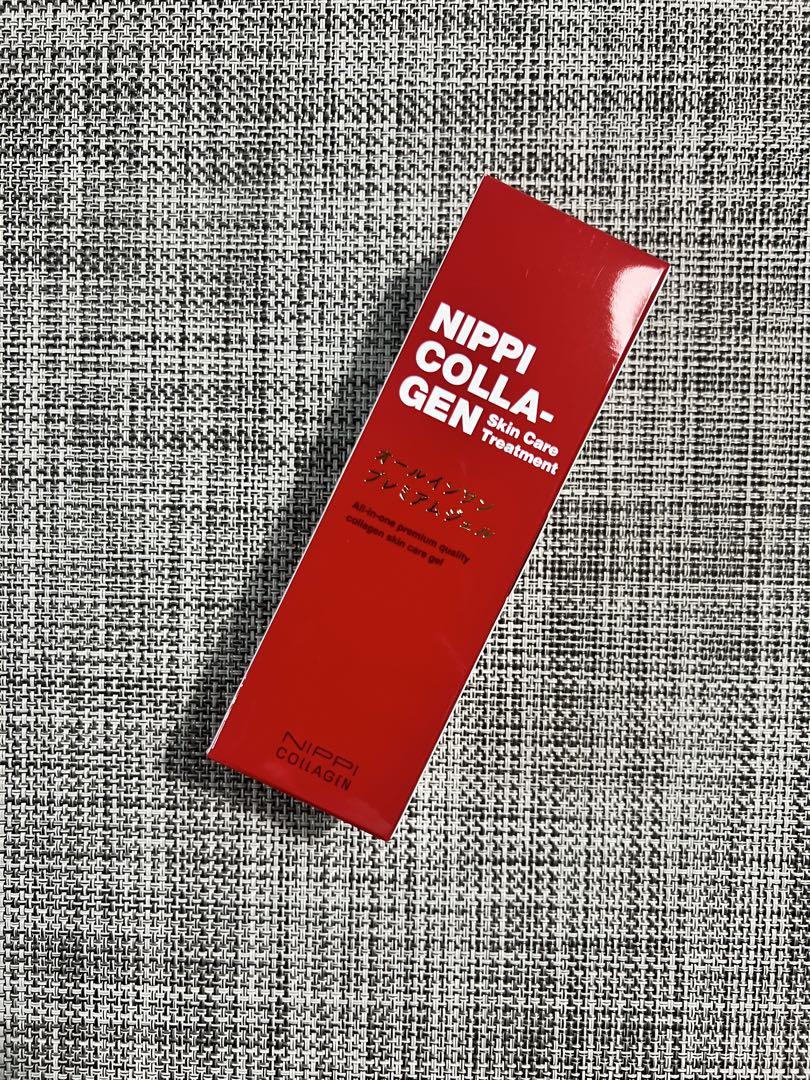 NIPPI
COLLA-
GEN Skin Care
Treatment
オールインワン
プレミアムジェル
All-in-one premium quality
collagen skin care gel
NIPPI
COLLAGEN